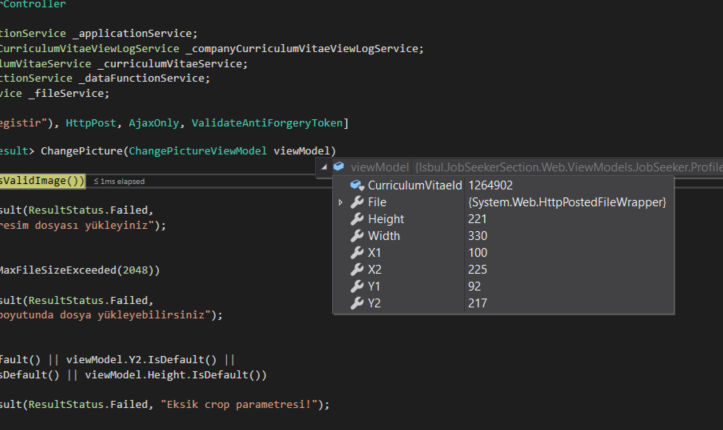 rController
tionService _applicationService;
CurriculumVitaeViewLogService _companyCurriculumVitaeViewLogService;
lumVitaeService _curriculumVitaeService;
ctionService _dataFunctionService;
vice _fileService;
egistir"), HttpPost, AjaxOnly, ValidateAntiForgeryToken]
esult> ChangePicture(ChangePictureViewModel viewModel)
viewModel {Isbul.JobSeekerSection.Web.ViewModels.JobSeeker.Profile
sValidImage()) ≤ 1ms elapsed
CurriculumVitaeId 1264902
File {System.Web.HttpPostedFileWrapper}
Height 221
Width 330
X1 100
X2 225
Y1 92
Y2 217
sult(ResultStatus.Failed,
resim dosyası yükleyiniz");
MaxFileSizeExceeded(2048))
sult(ResultStatus.Failed,
boyutunda dosya yükleyebilirsiniz");
fault() || viewModel.Y2.IsDefault() ||
sDefault() || viewModel.Height.IsDefault())
sult(ResultStatus.Failed, "Eksik crop parametresi!");